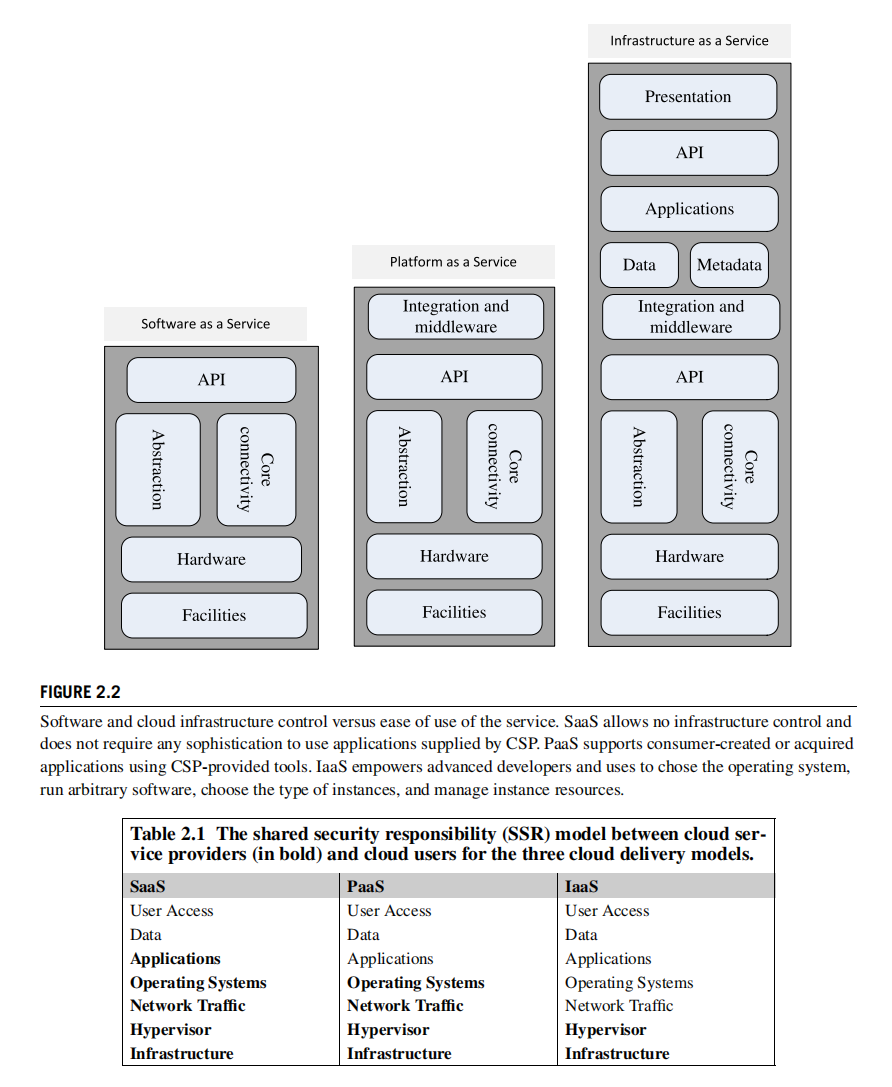 Infrastructure as a Service
Presentation
API
Applications
Data
Metadata
Integration and
middleware
API
Abstraction
Core
connectivity
Hardware
Facilities
Platform as a Service
Integration and
middleware
API
Abstraction
Core
connectivity
Hardware
Facilities
Software as a Service
API
Abstraction
Core
connectivity
Hardware
Facilities
FIGURE 2.2
Software and cloud infrastructure control versus ease of use of the service. SaaS allows no infrastructure control and
does not require any sophistication to use applications supplied by CSP. PaaS supports consumer-created or acquired
applications using CSP-provided tools. IaaS empowers advanced developers and uses to chose the operating system,
run arbitrary software, choose the type of instances, and manage instance resources.
Table 2.1 The shared security responsibility (SSR) model between cloud ser-
vice providers (in bold) and cloud users for the three cloud delivery models.
SaaS PaaS IaaS
User Access User Access User Access
Data Data Data
Applications Applications Applications
Operating Systems Operating Systems Operating Systems
Network Traffic Network Traffic Network Traffic
Hypervisor Hypervisor Hypervisor
Infrastructure Infrastructure Infrastructure